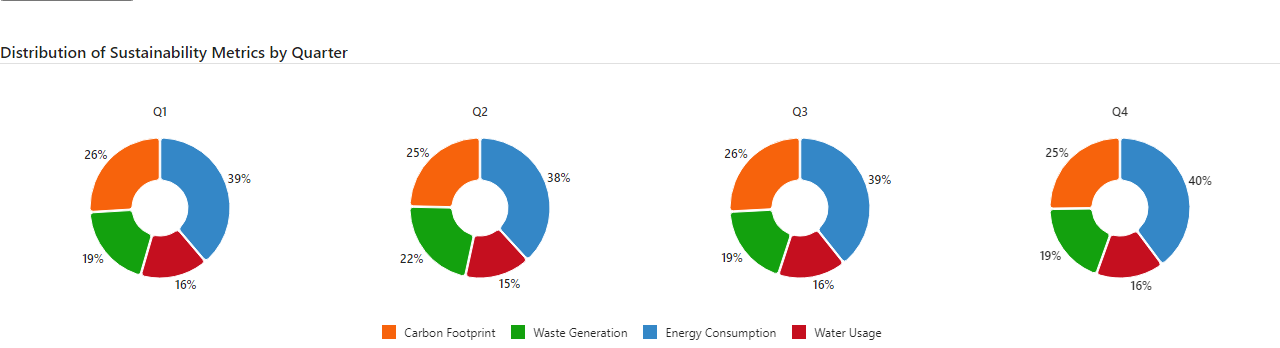 Distribution of Sustainability Metrics by Quarter
Q1
26%
39%
19%
16%
Q2
25%
38%
22%
15%
Q3
26%
39%
19%
16%
Q4
25%
40%
19%
16%
Carbon Footprint
Waste Generation
Energy Consumption
Water Usage